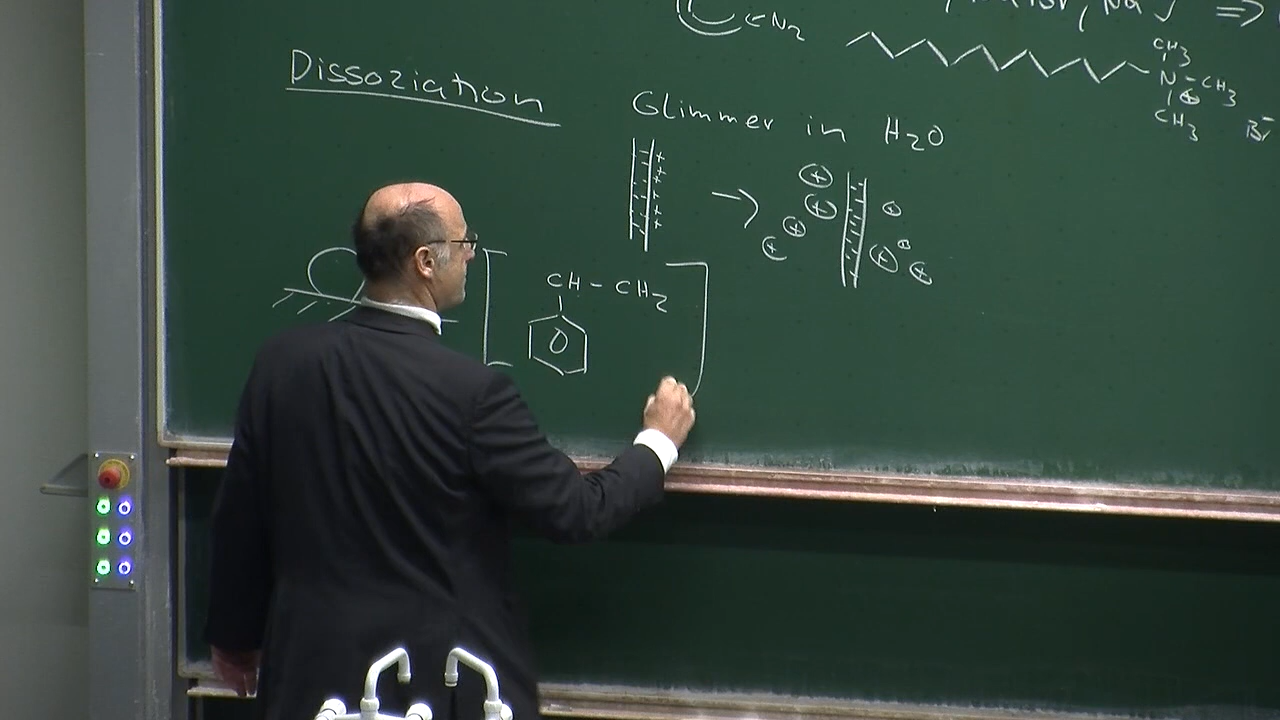 Dissoziation
Glimmer in H2O
CH3
N - CH3
⊕
CH3
Br-
CH - CH2